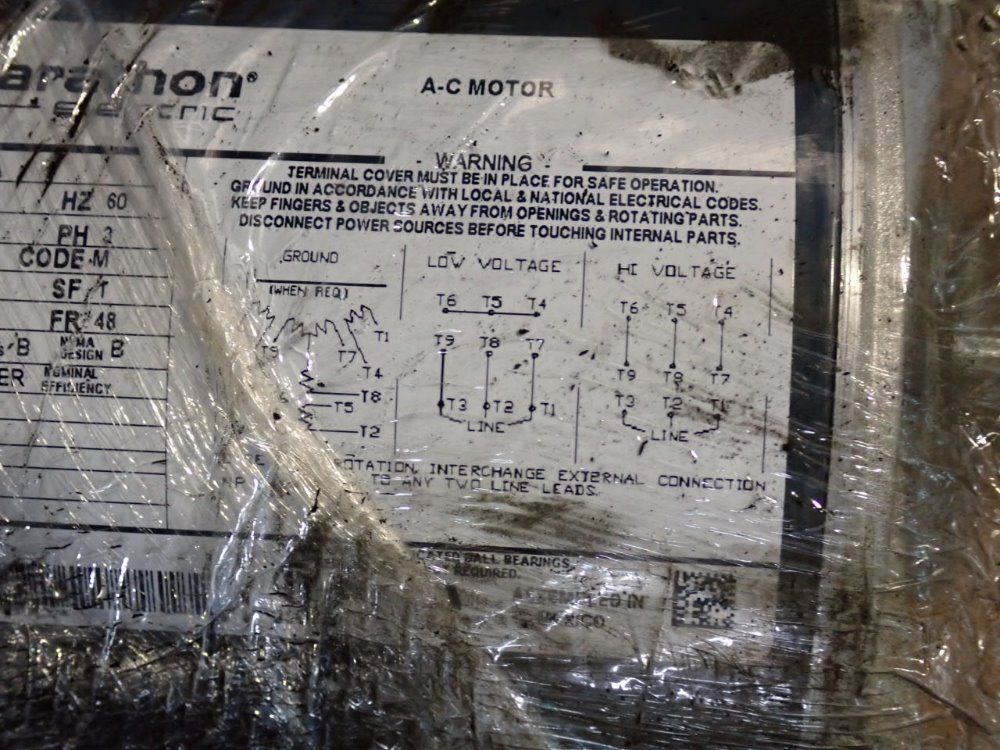 arathon®
electric
A-C MOTOR
HZ 60
PH 3
CODE M
SF 1
FR 48
B NEMA DESIGN B
ER NOMINAL EFFICIENCY
- WARNING -
TERMINAL COVER MUST BE IN PLACE FOR SAFE OPERATION.
GROUND IN ACCORDANCE WITH LOCAL & NATIONAL ELECTRICAL CODES.
KEEP FINGERS & OBJECTS AWAY FROM OPENINGS & ROTATING PARTS.
DISCONNECT POWER SOURCES BEFORE TOUCHING INTERNAL PARTS.
GROUND
(WHEN REQ)
T9 T1
T7
T4
T8
T5
T2
LOW VOLTAGE
T6 T5 T4
T9 T8 T7
T3 T2 T1
LINE
HI VOLTAGE
T6 T5 T4
T9 T8 T7
T3 T2 T1
LINE
ROTATION, INTERCHANGE EXTERNAL CONNECTION
TO ANY TWO LINE LEADS.
CATED BALL BEARINGS,
REQUIRED.
ASSEMBLED IN
MEXICO